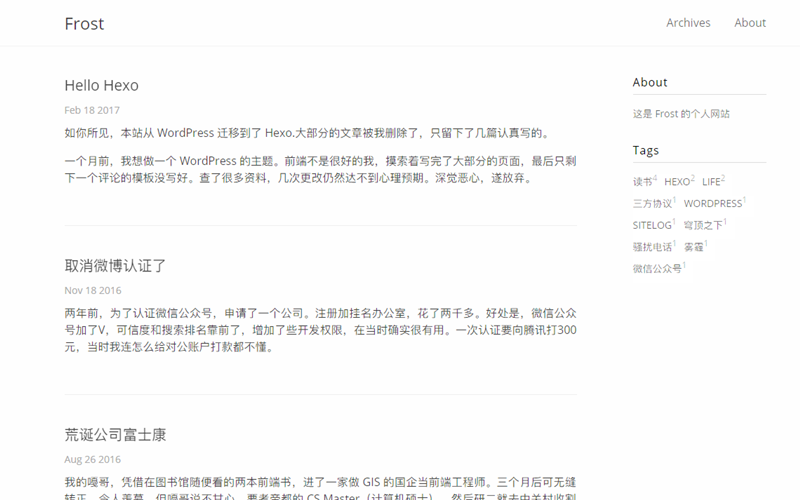 Frost
Archives
About
Hello Hexo
Feb 18 2017
如你所见，本站从 WordPress 迁移到了 Hexo.大部分的文章被我删除了，只留下了几篇认真写的。
一个月前，我想做一个 WordPress 的主题。前端不是很好的我，摸索着写完了大部分的页面，最后只剩
下一个评论的模板没写好。查了很多资料，几次更改仍然达不到心理预期。深觉恶心，遂放弃。
取消微博认证了
Nov 18 2016
两年前，为了认证微信公众号，申请了一个公司。注册加挂名办公室，花了两千多。好处是，微信公众
号加了V，可信度和搜索排名靠前了，增加了些开发权限，在当时确实很有用。一次认证要向腾讯打300
元，当时我连怎么给对公账户打款都不懂。
荒诞公司富士康
Aug 26 2016
我的嚎哥，凭借在图书馆随便看的两本前端书，进了一家做 GIS 的国企当前端工程师。三个月后可无缝
转正，令人羡慕。但嚎哥说不甘心，要考帝都的 CS Master（计算机硕士），然后研二就去中关村收割
About
这是 Frost 的个人网站
Tags
读书4 HEXO2 LIFE2
三方协议1 WORDPRESS1
SITELOG1 穹顶之下1
骚扰电话1 雾霾1
微信公众号1